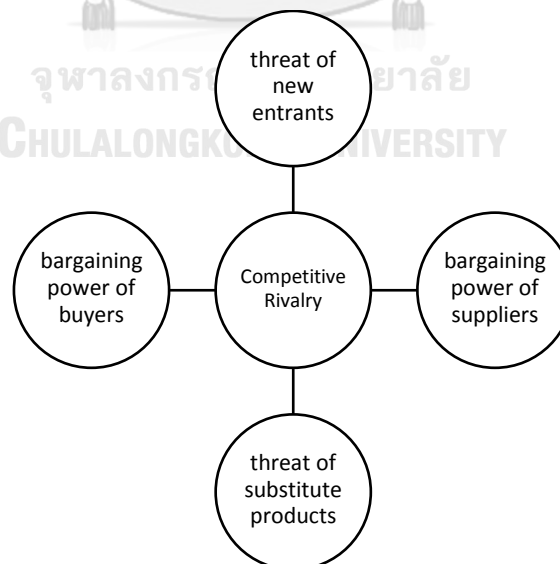 threat of
new
entrants
จุฬาลงกร ยาลัย
CHULALONGK IVERSITY
bargaining
power of
buyers
Competitive
Rivalry
bargaining
power of
suppliers
threat of
substitute
products